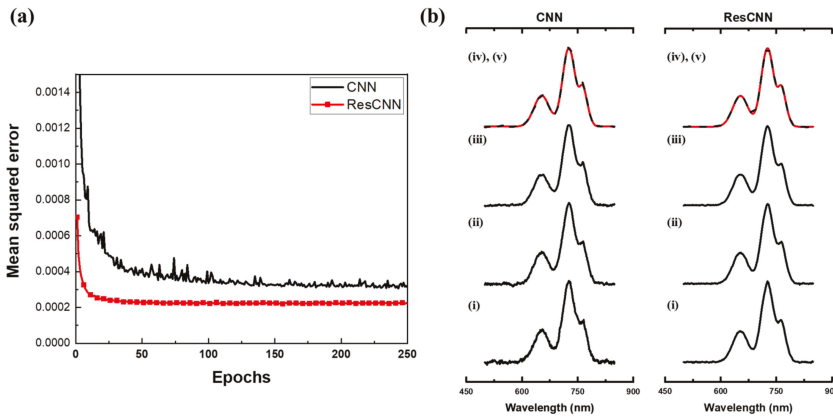 (a)
0.0014
0.0012
0.0010
0.0008
0.0006
0.0004
0.0002
0.0000
Mean squared error
CNN
ResCNN
0
50
100
150
200
250
Epochs
(b)
CNN
ResCNN
(iv), (v)
(iii)
(ii)
(i)
(iv), (v)
(iii)
(ii)
(i)
450
600
750
900
Wavelength (nm)
450
600
750
900
Wavelength (nm)